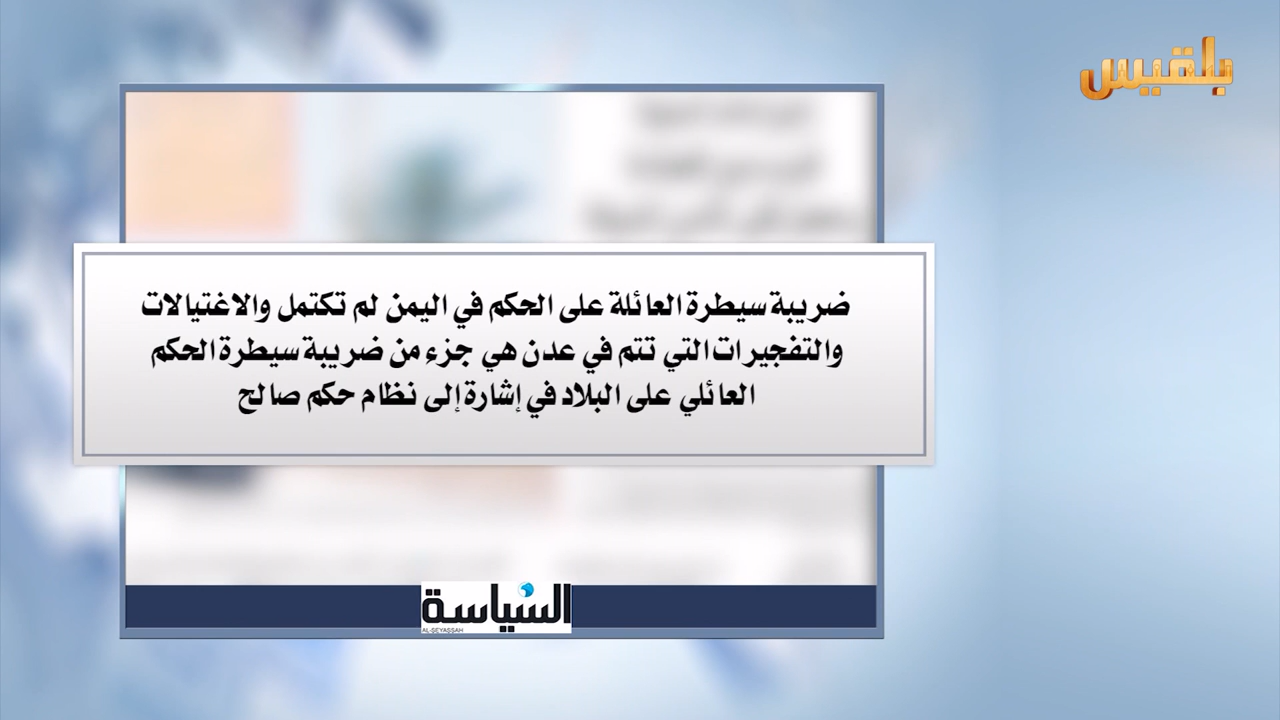 بلقيس
ضريبة سيطرة العائلة على الحكم في اليمن لم تكتمل والاغتيالات
والتفجيرات التي تتم في عدن هي جزء من ضريبة سيطرة الحكم
العائلي على البلاد في إشارة إلى نظام حكم صالح
السياسة
AL-SEYASSAH